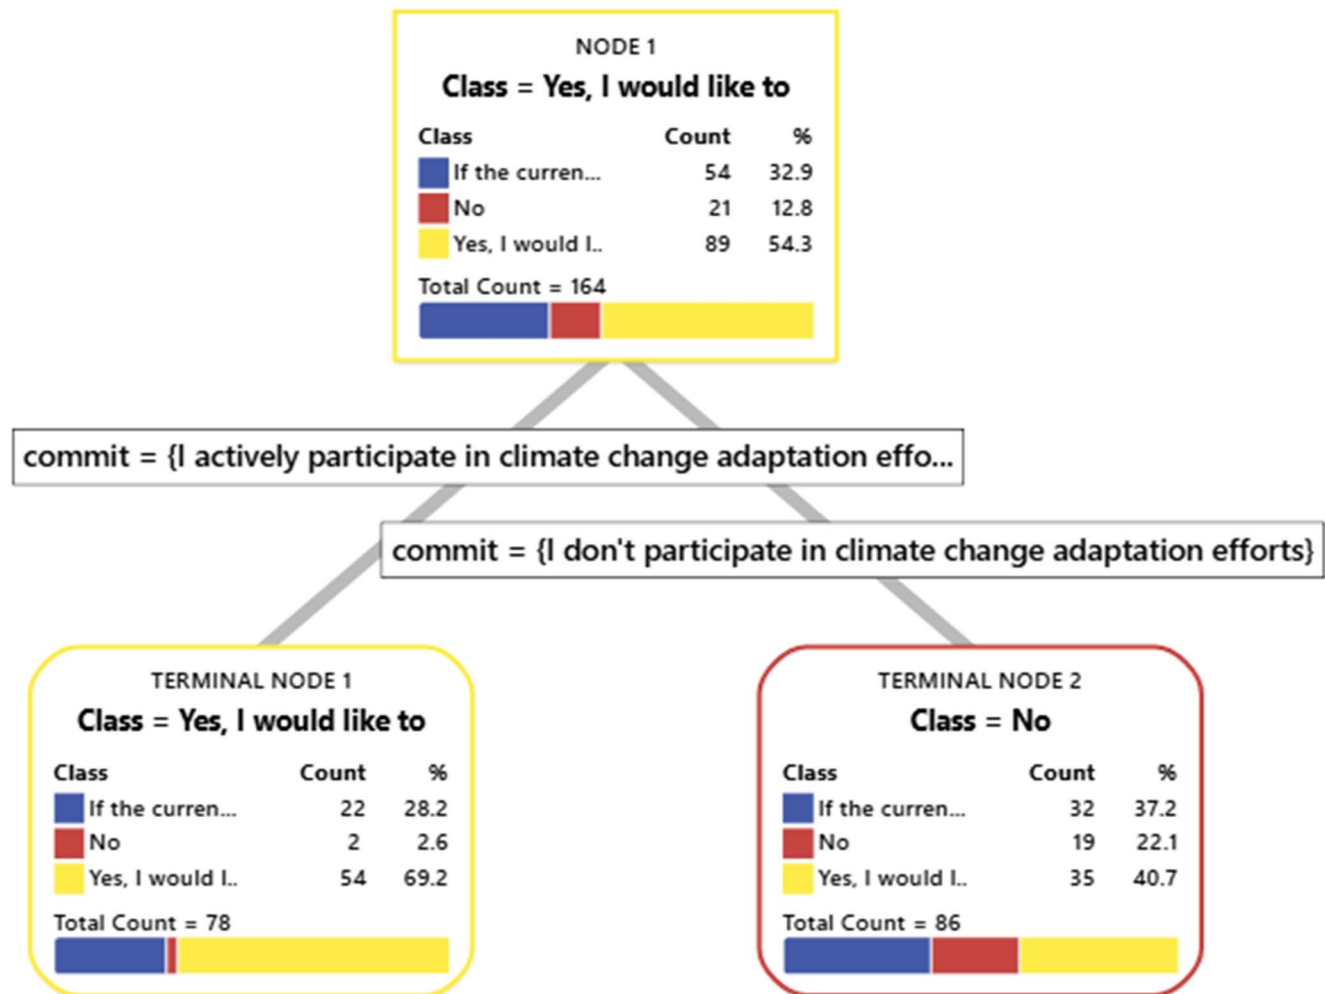 NODE 1
Class = Yes, I would like to
Class Count %
If the curren... 54 32.9
No 21 12.8
Yes, I would l.. 89 54.3
Total Count = 164
commit = {I actively participate in climate change adaptation effo...
commit = {I don't participate in climate change adaptation efforts}
TERMINAL NODE 1
Class = Yes, I would like to
Class Count %
If the curren... 22 28.2
No 2 2.6
Yes, I would l.. 54 69.2
Total Count = 78
TERMINAL NODE 2
Class = No
Class Count %
If the curren... 32 37.2
No 19 22.1
Yes, I would l.. 35 40.7
Total Count = 86